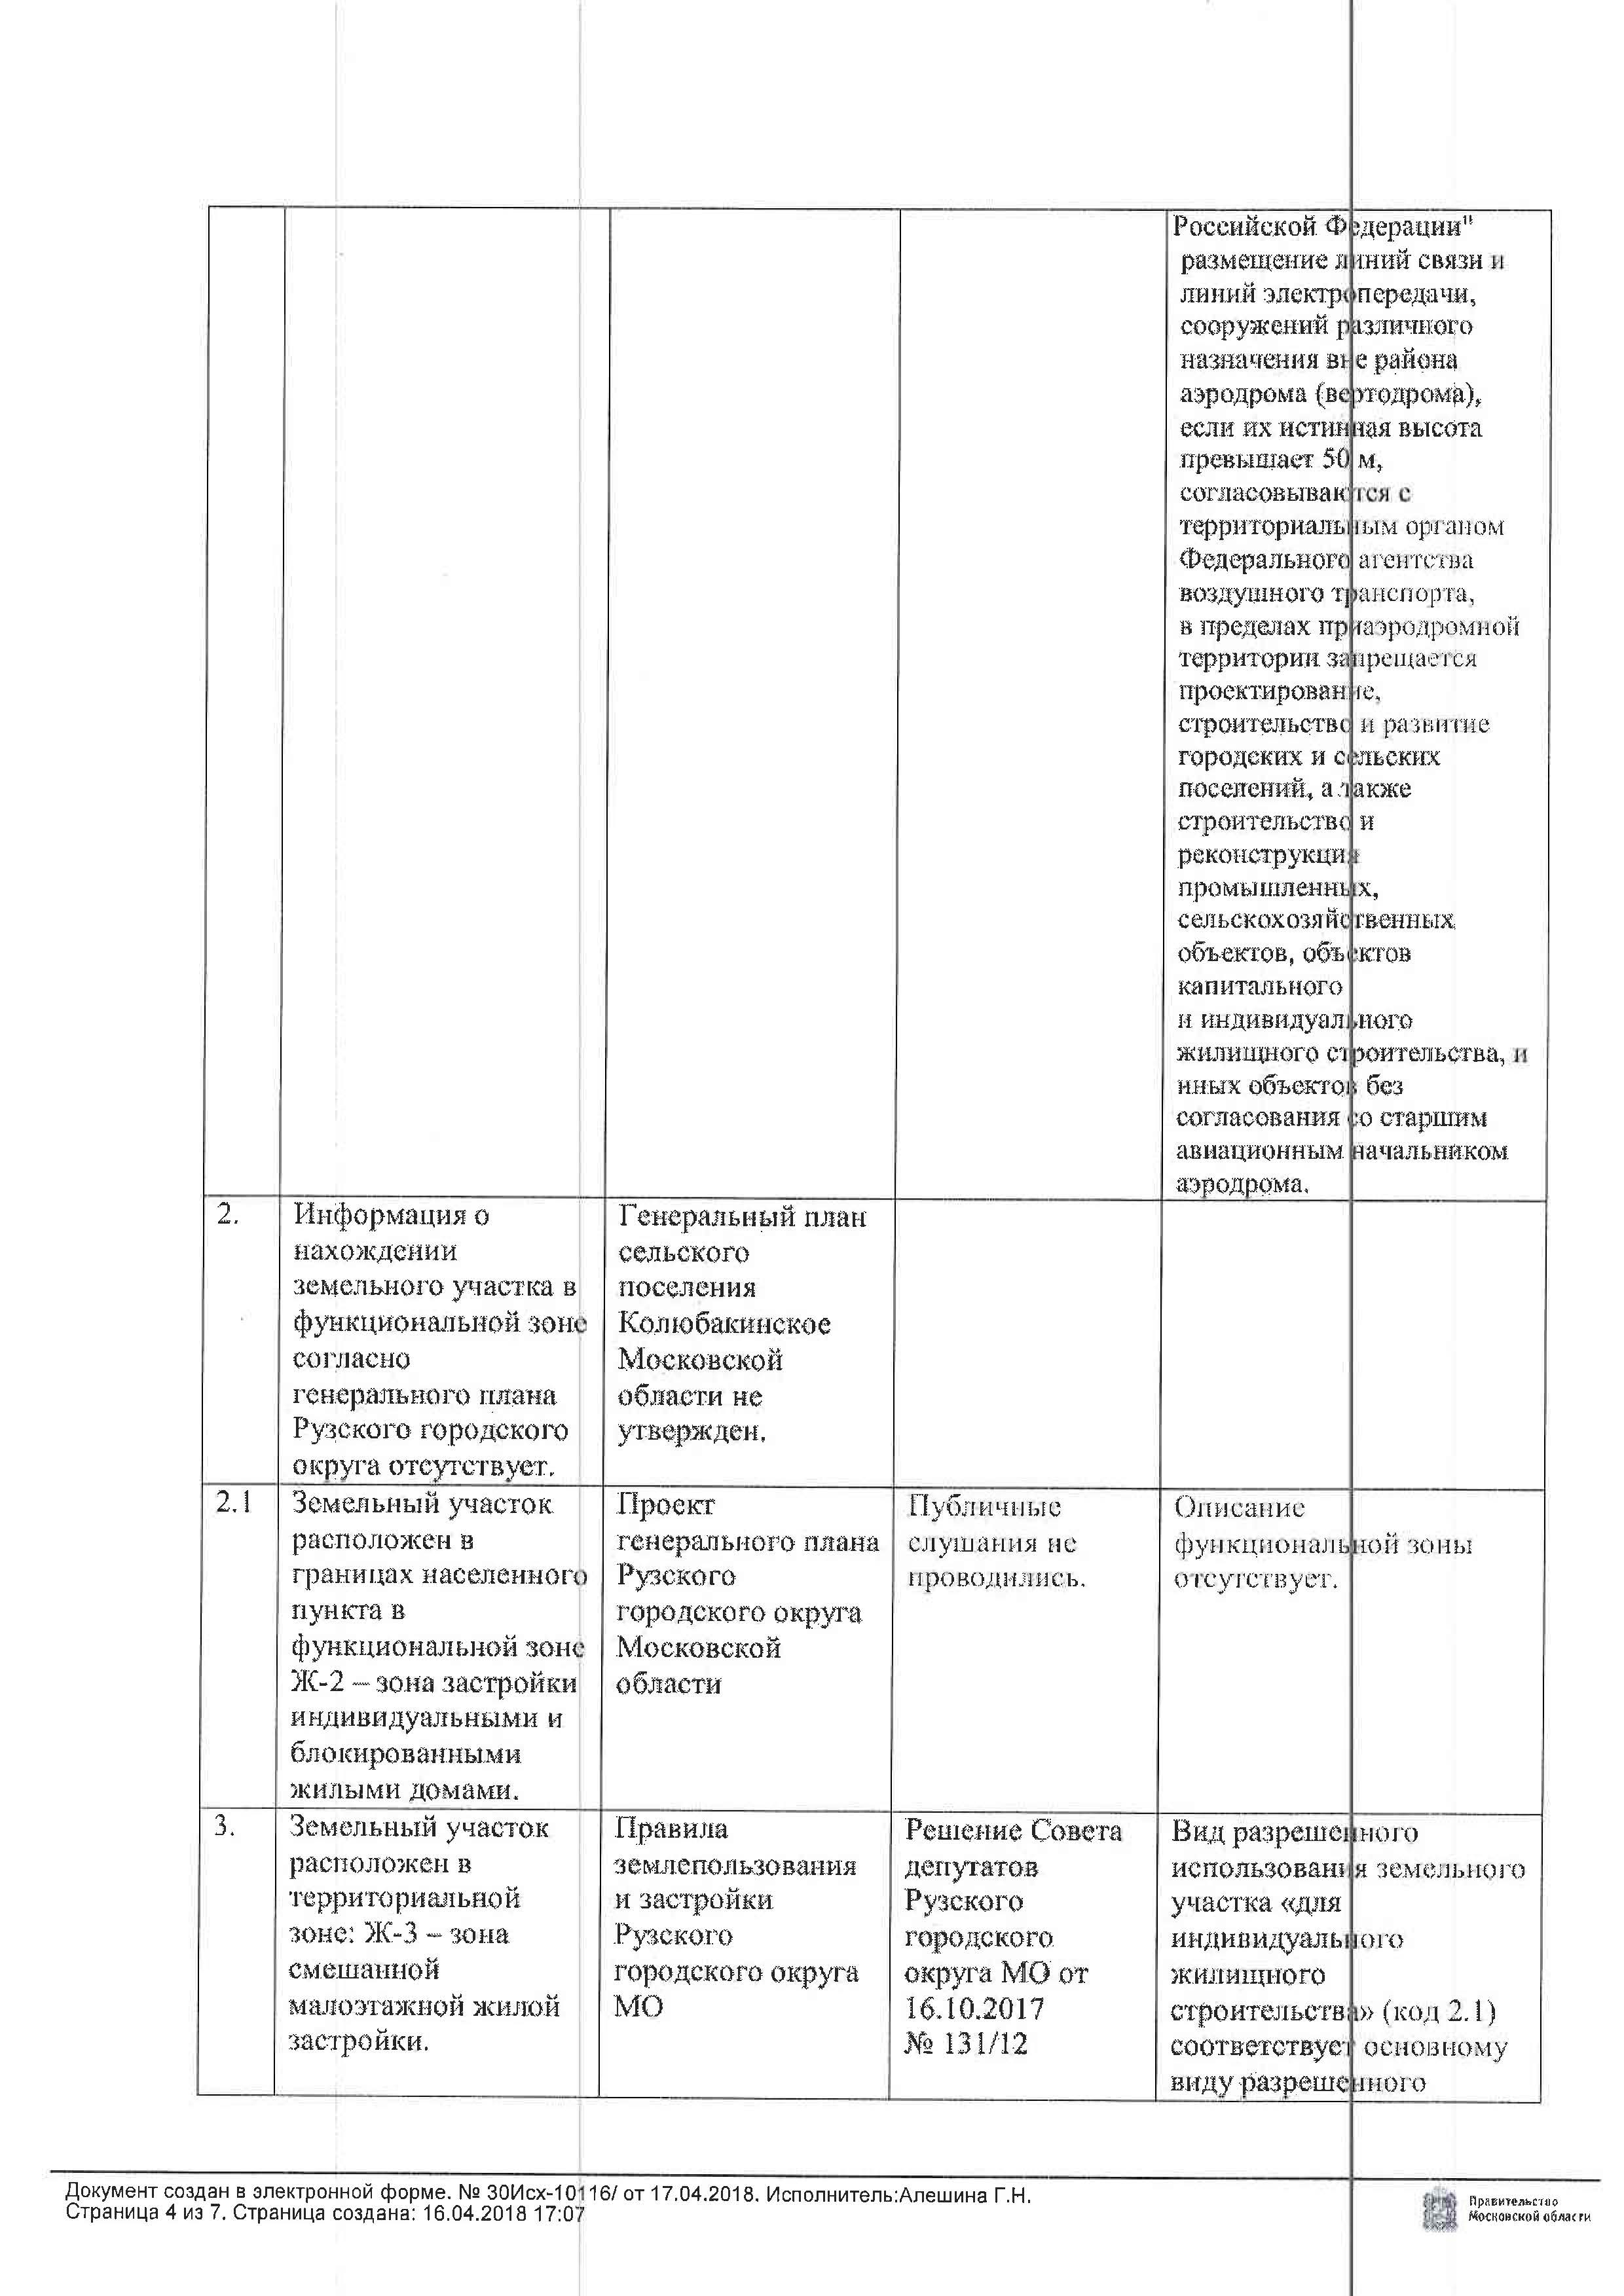 Российской Федерации"
размещение линий связи и
линий электропередачи,
сооружений различного
назначения вне района
аэродрома (вертодрома),
если их истинная высота
превышает 50 м,
согласовываются с
территориальным органом
Федерального агентства
воздушного транспорта,
в пределах приаэродромной
территории запрещается
проектирование,
строительство и развитие
городских и сельских
поселений, а также
строительство и
реконструкция
промышленных,
сельскохозяйственных
объектов, объектов
капитального
и индивидуального
жилищного строительства, и
иных объектов без
согласования со старшим
авиационным начальником
аэродрома.
2.
Информация о
нахождении
земельного участка в
функциональной зоне
согласно
генерального плана
Рузского городского
округа отсутствует.
Генеральный план
сельского
поселения
Колюбакинское
Московской
области не
утвержден.
2.1
Земельный участок
расположен в
границах населенного
пункта в
функциональной зоне
Ж-2 – зона застройки
индивидуальными и
блокированными
жилыми домами.
Проект
генерального плана
Рузского
городского округа
Московской
области
Публичные
слушания не
проводились.
Описание
функциональной зоны
отсутствует.
3.
Земельный участок
расположен в
территориальной
зоне: Ж-3 – зона
смешанной
малоэтажной жилой
застройки.
Правила
землепользования
и застройки
Рузского
городского округа
МО
Решение Совета
депутатов
Рузского
городского
округа МО от
16.10.2017
№ 131/12
Вид разрешенного
использования земельного
участка «для
индивидуального
жилищного
строительства» (код 2.1)
соответствует основному
виду разрешенного
Документ создан в электронной форме. № 30Исх-10116/ от 17.04.2018. Исполнитель:Алешина Г.Н.
Страница 4 из 7. Страница создана: 16.04.2018 17:07
Правительство
Московской области